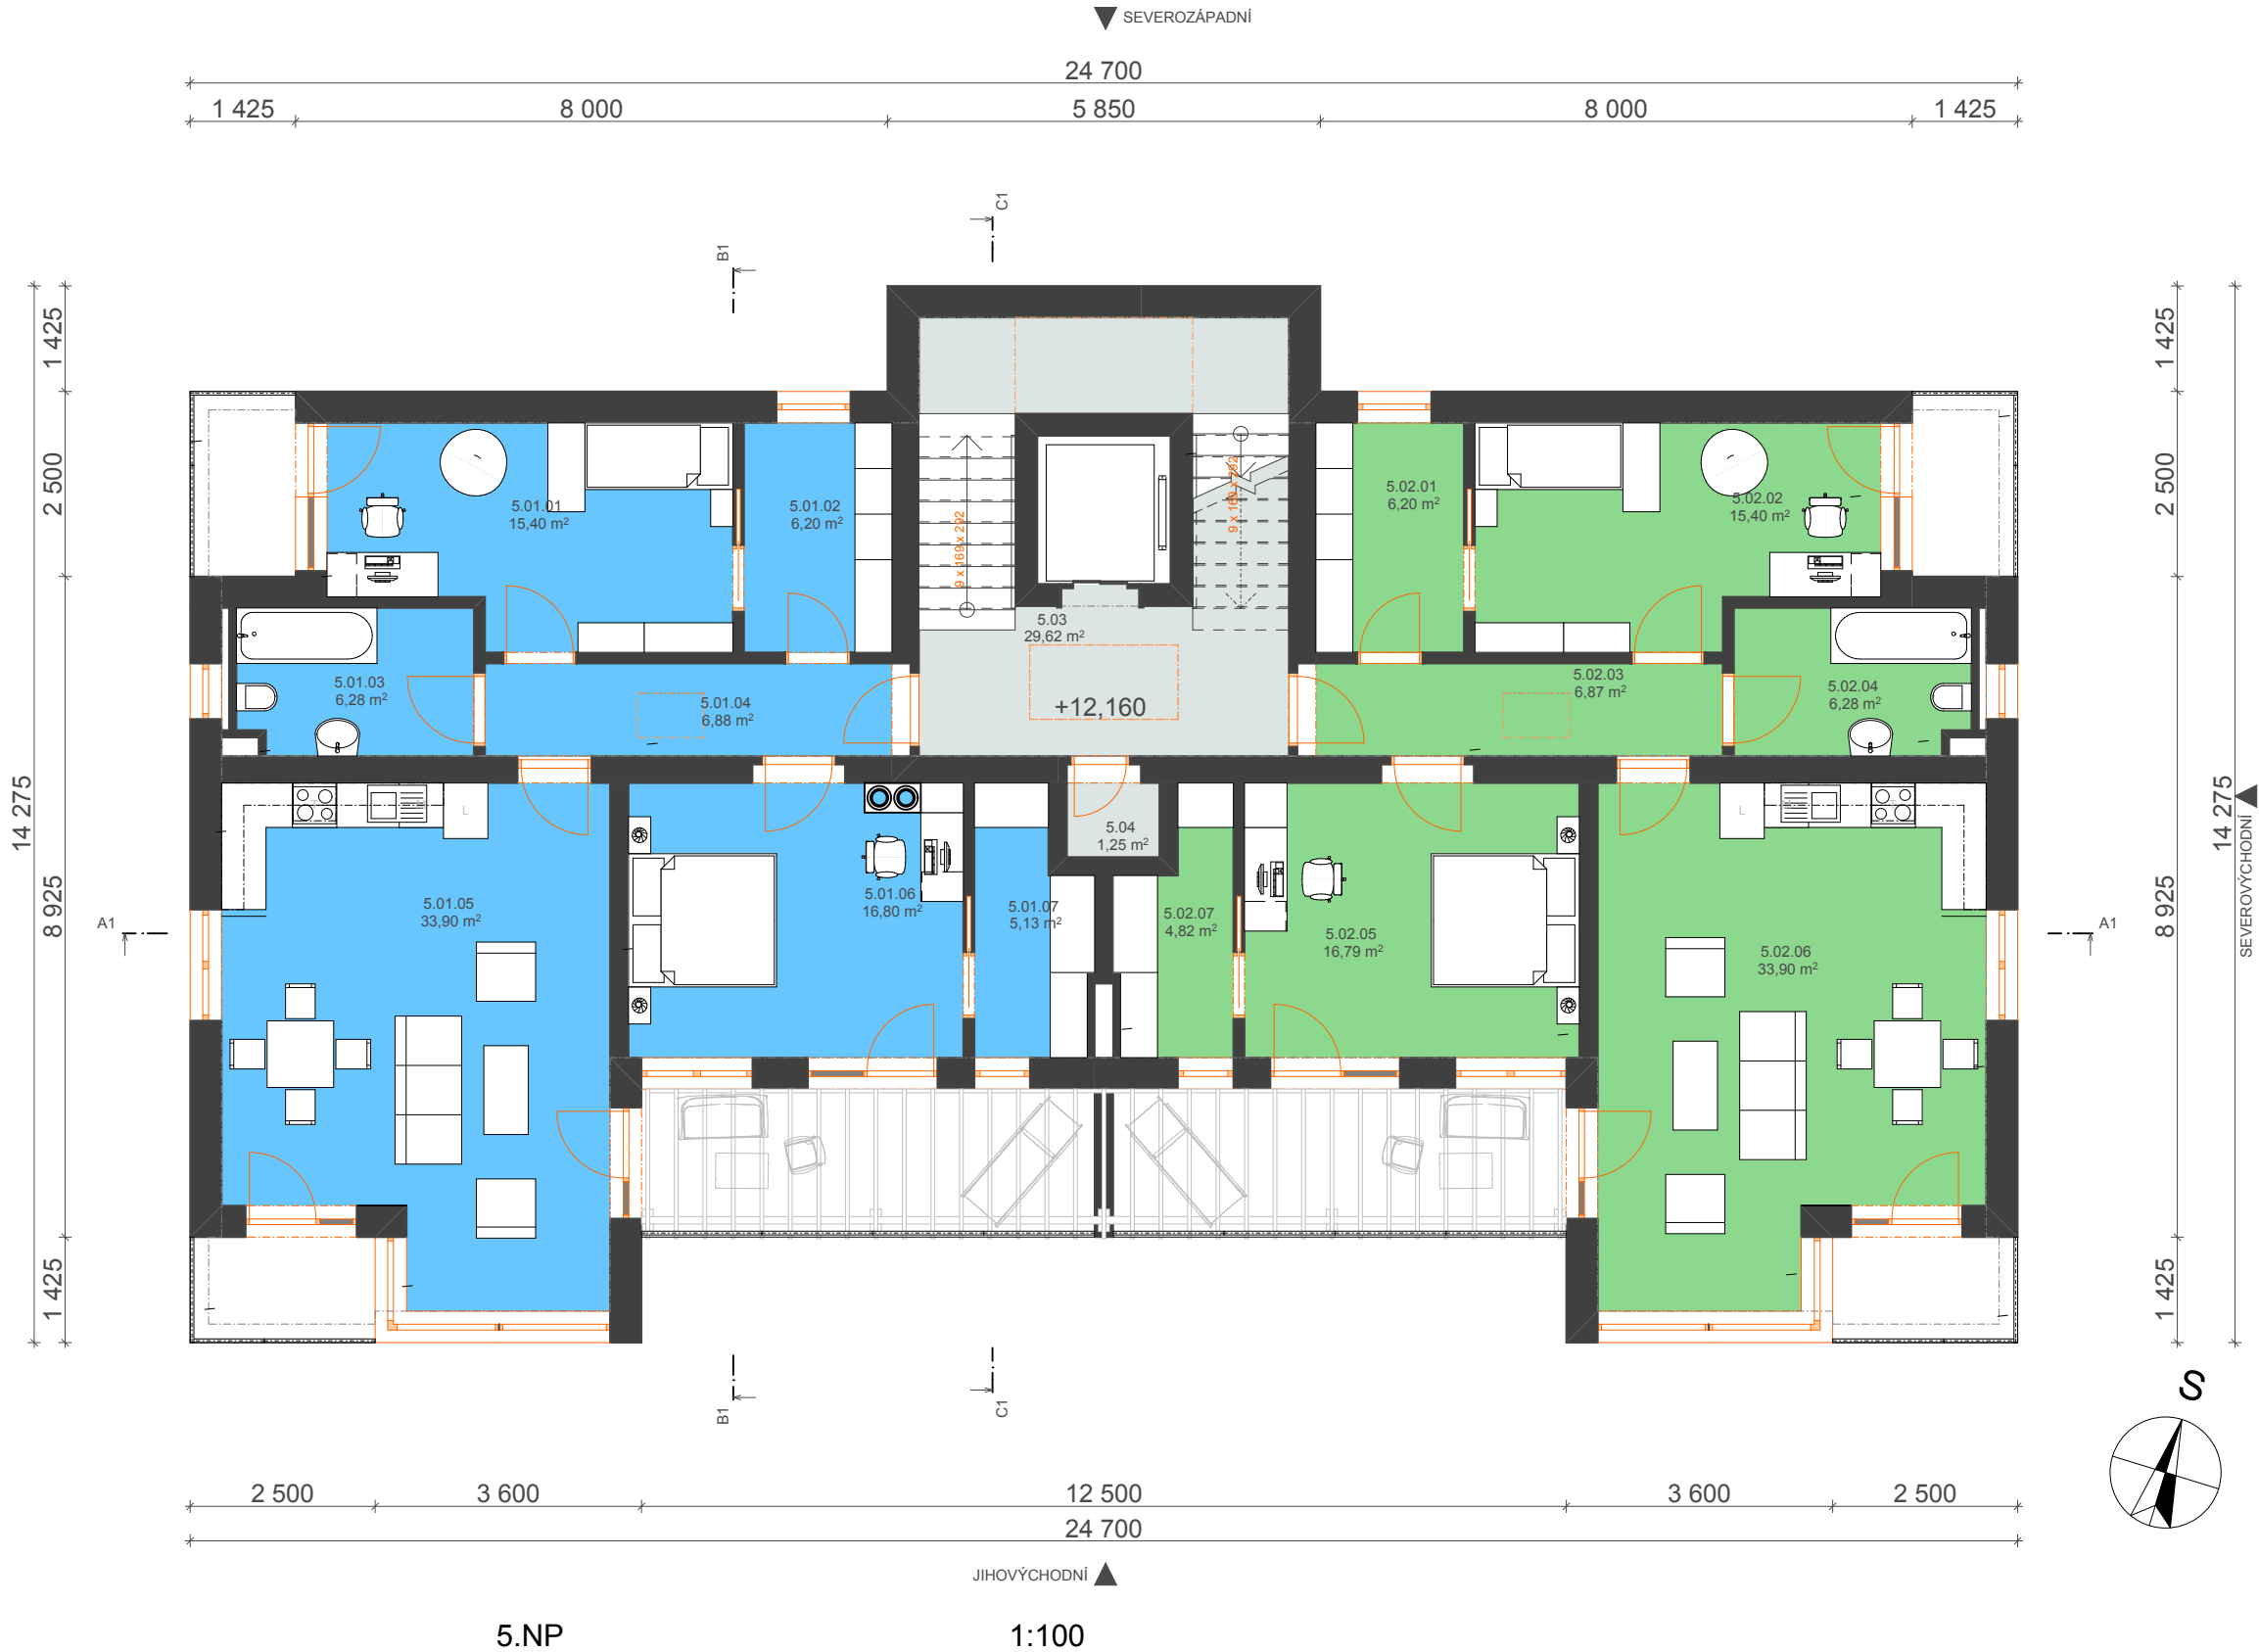 SEVEROZÁPADNÍ
24 700
1 425
8 000
5 850
8 000
1 425
C1
B1
1 425
2 500
14 275
8 925
1 425
1 425
2 500
14 275
8 925
1 425
SEVEROVÝCHODNÍ
5.01.01
15,40 m²
5.01.02
6,20 m²
9 x 169 x 292
9 x 169 x 292
5.02.01
6,20 m²
5.02.02
15,40 m²
5.03
29,62 m²
+12,160
5.01.03
6,28 m²
5.01.04
6,88 m²
5.02.03
6,87 m²
5.02.04
6,28 m²
L
L
5.04
1,25 m²
A1
5.01.05
33,90 m²
5.01.06
16,80 m²
5.01.07
5,13 m²
5.02.07
4,82 m²
5.02.05
16,79 m²
5.02.06
33,90 m²
A1
B1
C1
S
2 500
3 600
12 500
3 600
2 500
24 700
JIHOVÝCHODNÍ
5.NP
1:100